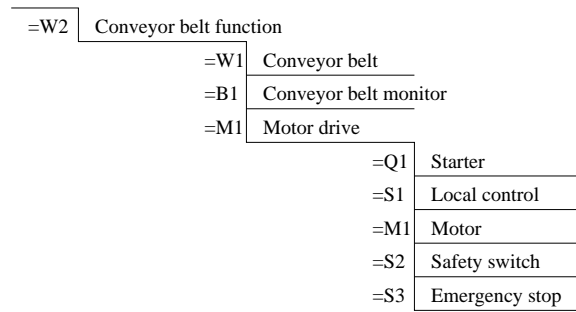 =W2 Conveyor belt function
=W1 Conveyor belt
=B1 Conveyor belt monitor
=M1 Motor drive
=Q1 Starter
=S1 Local control
=M1 Motor
=S2 Safety switch
=S3 Emergency stop